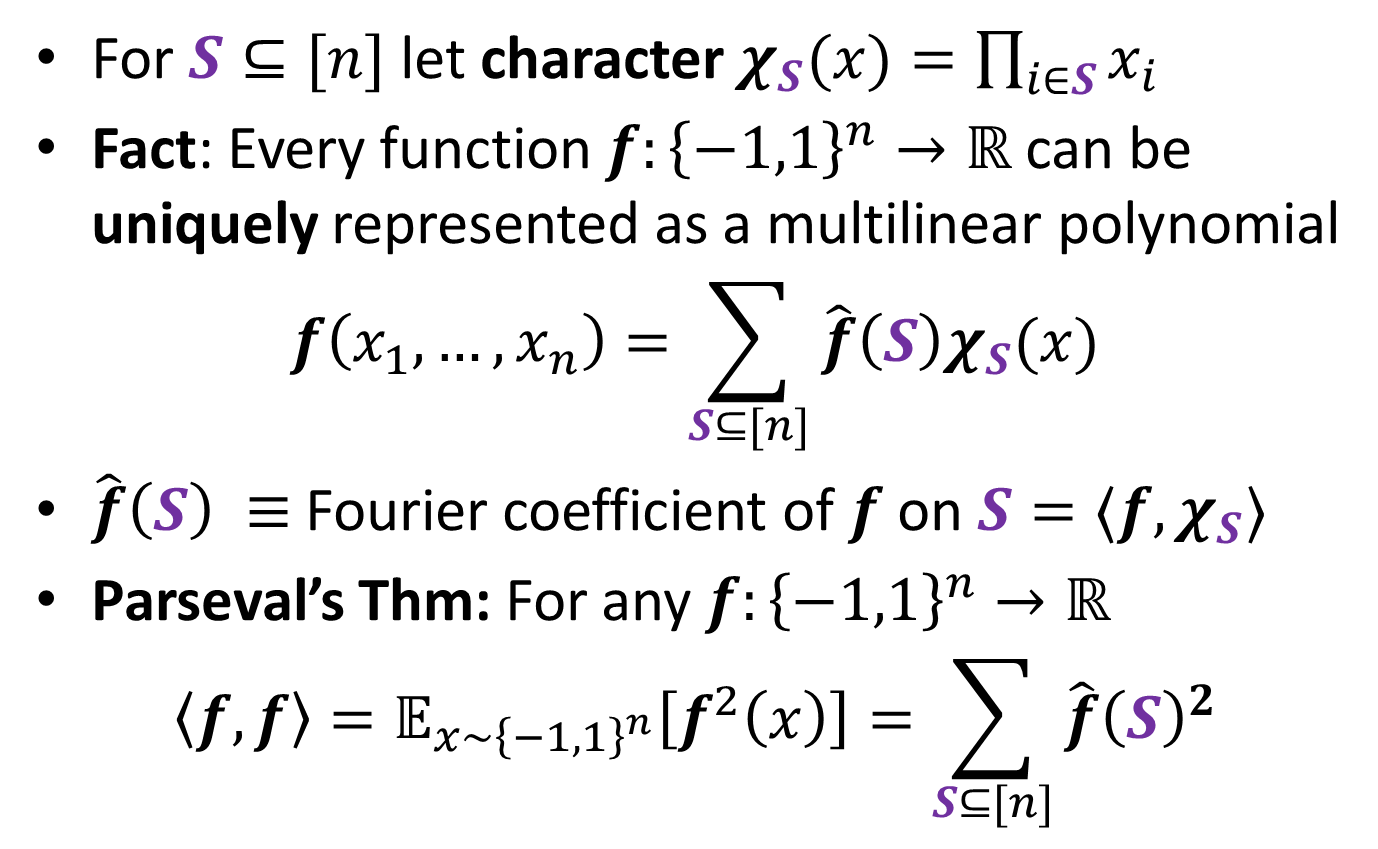 • For S ⊆ [n] let character χ_S(x) = ∏_{i∈S} x_i
• Fact: Every function f: {−1,1}^n → ℝ can be
uniquely represented as a multilinear polynomial
f(x_1, … , x_n) = ∑_{S⊆[n]} f̂(S)χ_S(x)
• f̂(S) ≡ Fourier coefficient of f on S = ⟨f, χ_S⟩
• Parseval’s Thm: For any f: {−1,1}^n → ℝ
⟨f, f⟩ = 𝔼_{x∼{−1,1}^n}[f^2(x)] = ∑_{S⊆[n]} f̂(S)^2